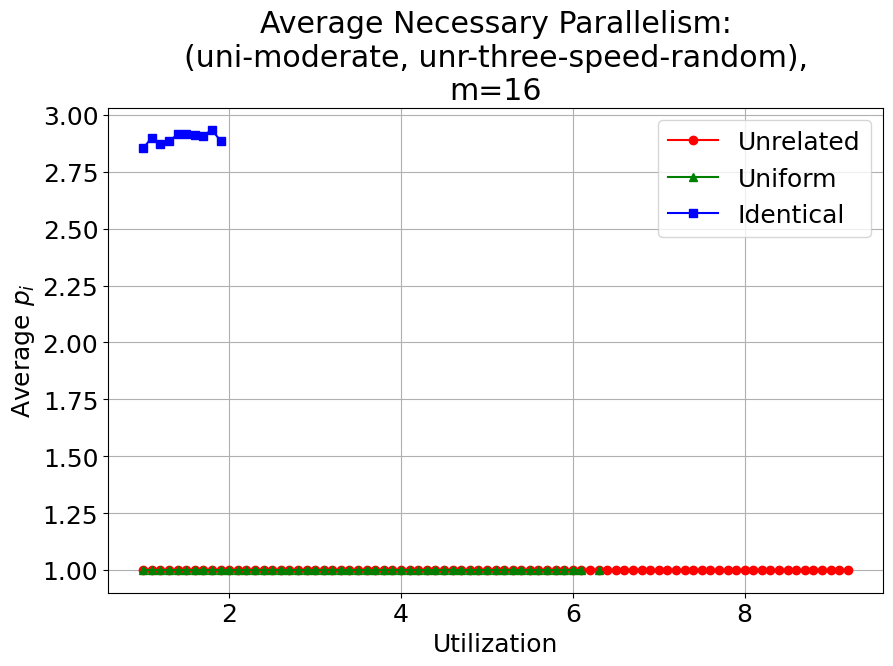 Average Necessary Parallelism:
(uni-moderate, unr-three-speed-random),
m=16
3.00
2.75
2.50
2.25
2.00
1.75
1.50
1.25
1.00
Average pᵢ
Unrelated
Uniform
Identical
2 4 6 8
Utilization